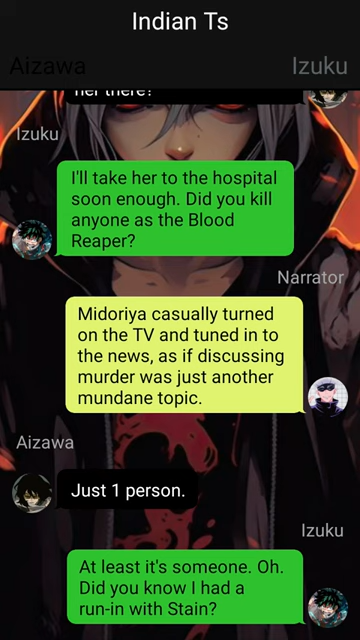 Indian Ts
Aizawa
Izuku
her there?
Izuku
I'll take her to the hospital
soon enough. Did you kill
anyone as the Blood
Reaper?
Narrator
Midoriya casually turned
on the TV and tuned in to
the news, as if discussing
murder was just another
mundane topic.
Aizawa
Just 1 person.
Izuku
At least it's someone. Oh.
Did you know I had a
run-in with Stain?